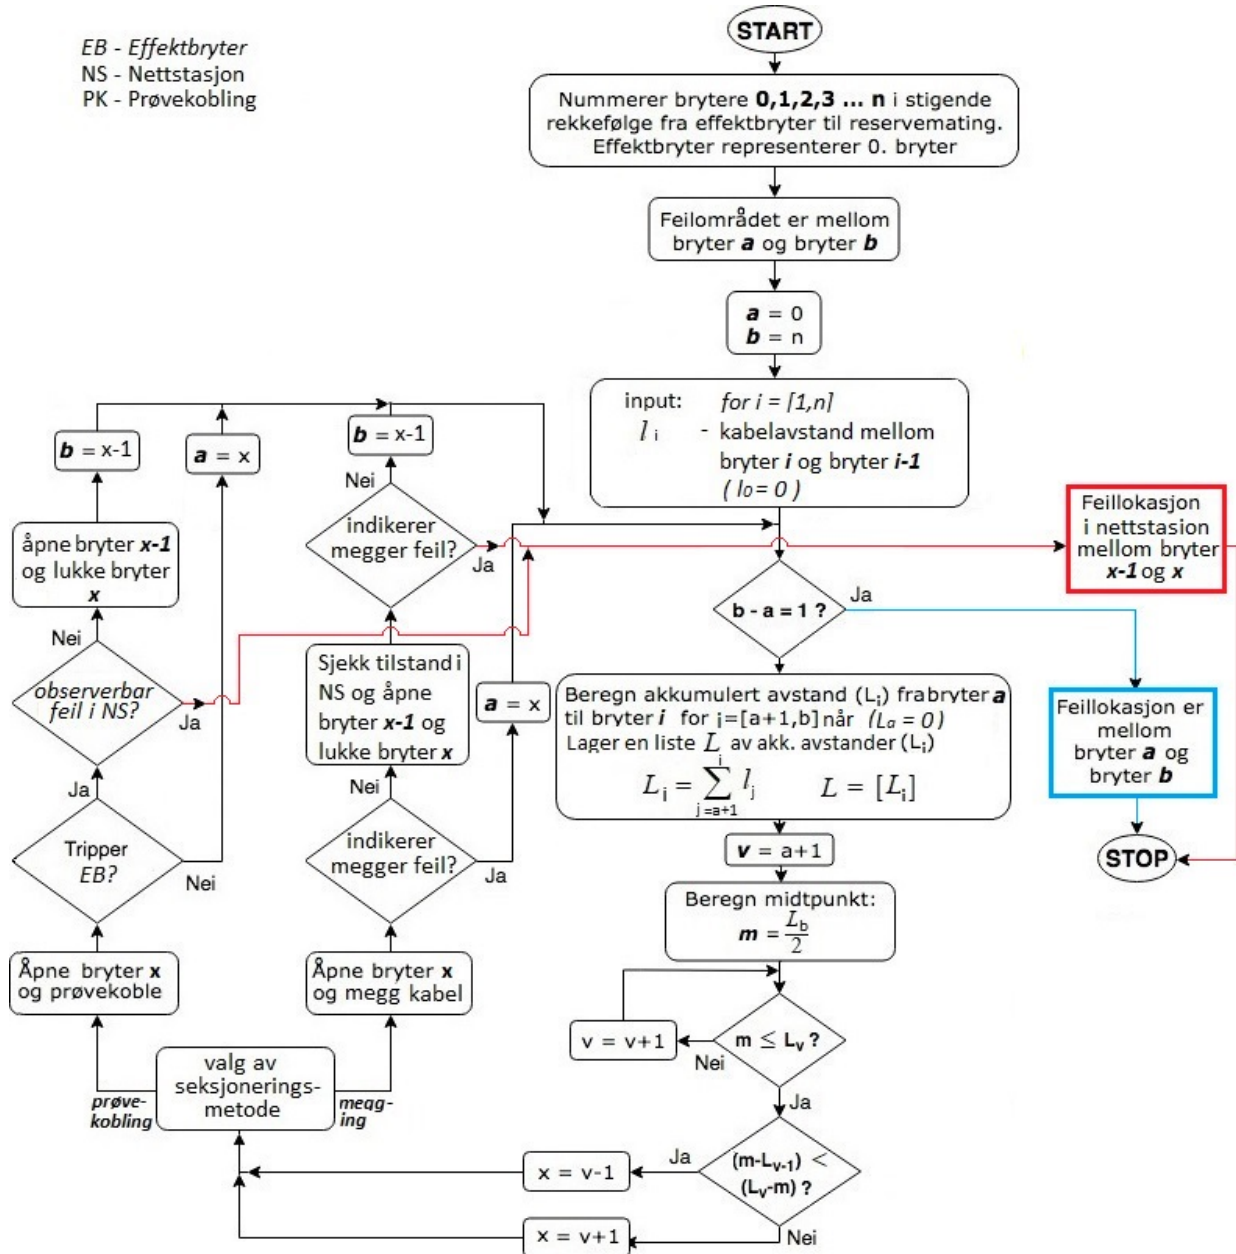 EB - Effektbryter
NS - Nettstasjon
PK - Prøvekobling
START
Nummerer brytere 0,1,2,3 ... n i stigende
rekkefølge fra effektbryter til reservemating.
Effektbryter representerer 0. bryter
Feilområdet er mellom
bryter a og bryter b
a = 0
b = n
input: for i = [1,n]
l i - kabelavstand mellom
bryter i og bryter i-1
( l0 = 0 )
b - a = 1 ?
Ja
Beregn akkumulert avstand (Li) fra bryter a
til bryter i for i=[a+1,b] når (La = 0)
Lager en liste L av akk. avstander (Li)
Li = ∑ lj L = [Li]
i
j =a+1
v = a+1
Beregn midtpunkt:
m = Lb/2
m ≤ Lv ?
Nei
v = v+1
Ja
(m-Lv-1) <
(Lv-m) ?
Ja
x = v-1
Nei
x = v+1
valg av
seksjonerings-
metode
prøve-
kobling
megg-
ing
Åpne bryter x
og prøvekoble
Tripper
EB?
Ja
Nei
observerbar
feil i NS?
Nei
Ja
åpne bryter x-1
og lukke bryter
x
b = x-1
a = x
Åpne bryter x
og megg kabel
indikerer
megger feil?
Nei
Ja
a = x
Sjekk tilstand i
NS og åpne
bryter x-1 og
lukke bryter x
indikerer
megger feil?
Nei
Ja
b = x-1
Feillokasjon
i nettstasion
mellom bryter
x-1 og x
Feillokasjon er
mellom
bryter a og
bryter b
STOP